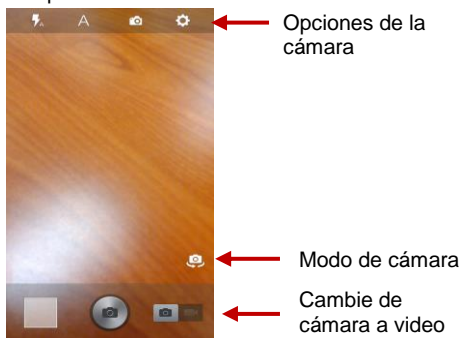 A
Opciones de la
cámara
Modo de cámara
Cambie de
cámara a video